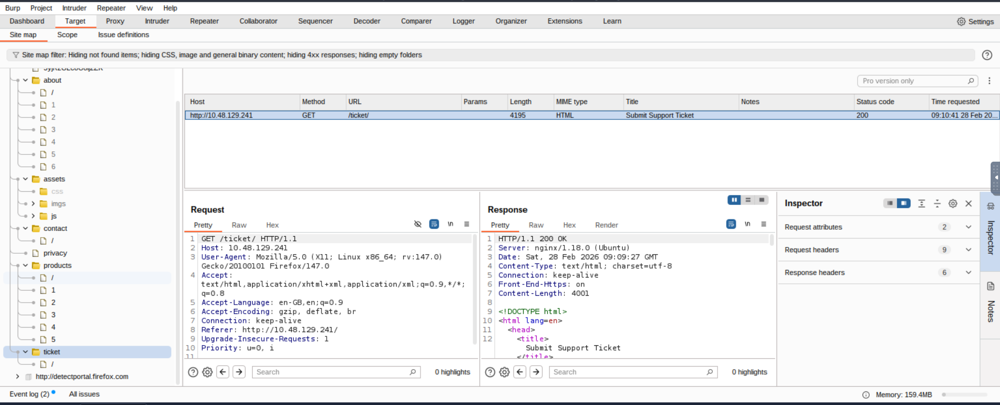 Burp Project Intruder Repeater View Help
Dashboard Target Proxy Intruder Repeater Collaborator Sequencer Decoder Comparer Logger Organizer Extensions Learn Settings
Site map Scope Issue definitions
Site map filter: Hiding not found items; hiding CSS, image and general binary content; hiding 4xx responses; hiding empty folders
about
/
1
2
3
4
5
6
assets
css
imgs
js
contact
/
privacy
products
/
1
2
3
4
5
ticket
/
http://detectportal.firefox.com
Pro version only
Host Method URL Params Length MIME type Title Notes Status code Time requested
http://10.48.129.241 GET /ticket/ 4195 HTML Submit Support Ticket 200 09:10:41 28 Feb 20...
Request
Pretty Raw Hex \n
1 GET /ticket/ HTTP/1.1
2 Host: 10.48.129.241
3 User-Agent: Mozilla/5.0 (X11; Linux x86_64; rv:147.0)
Gecko/20100101 Firefox/147.0
4 Accept:
text/html,application/xhtml+xml,application/xml;q=0.9,*/*;
q=0.8
5 Accept-Language: en-GB,en;q=0.9
6 Accept-Encoding: gzip, deflate, br
7 Connection: keep-alive
8 Referer: http://10.48.129.241/
9 Upgrade-Insecure-Requests: 1
10 Priority: u=0, i
11
Search 0 highlights
Response
Pretty Raw Hex Render \n
1 HTTP/1.1 200 OK
2 Server: nginx/1.18.0 (Ubuntu)
3 Date: Sat, 28 Feb 2026 09:09:27 GMT
4 Content-Type: text/html; charset=utf-8
5 Connection: keep-alive
6 Front-End-Https: on
7 Content-Length: 4001
8
9 <!DOCTYPE html>
10 <html lang=en>
11 <head>
12 <title>
Submit Support Ticket
</title>
Search 0 highlights
Inspector
Request attributes 2
Request headers 9
Response headers 6
Inspector
Notes
Event log (2) All issues Memory: 159.4MB